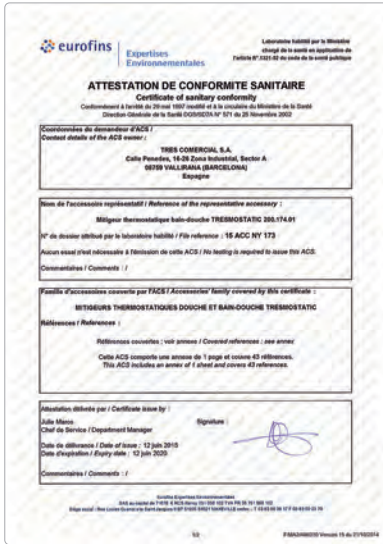 eurofins
Expertises
Environnementales
Laboratoire habilité par le Ministère
chargé de la santé en application de
l'article N°.1321-52 du code de la santé publique
ATTESTATION DE CONFORMITE SANITAIRE
Certificate of sanitary conformity
Conformément à l'arrêté du 29 mai 1997 modifié et à la circulaire du Ministère de la Santé
Direction Générale de la Santé DGS/SD7A N° 571 du 25 Novembre 2002
Coordonnées du demandeur d'ACS /
Contact details of the ACS owner :
TRES COMERCIAL S.A.
Calle Penedes, 16-26 Zona Industrial, Sector A
08759 VALLIRANA (BARCELONA)
Espagne
Nom de l'accessoire représentatif / Reference of the representative accessory :
Mitigeur thermostatique bain-douche TRESMOSTATIC 200.174.01
N° de dossier attribué par le laboratoire habilité / File reference : 15 ACC NY 173
Aucun essai n'est nécessaire à l'émission de cette ACS / No testing is required to issue this ACS.
Commentaires / Comments : /
Famille d'accessoires couverte par l'ACS / Accessories' family covered by this certificate :
MITIGEURS THERMOSTATIQUES DOUCHE ET BAIN-DOUCHE TRESMOSTATIC
Références / References :
Références couvertes : voir annexe / Covered references : see annex
Cette ACS comporte une annexe de 1 page et couvre 43 références.
This ACS includes an annex of 1 sheet and covers 43 references.
Attestation délivrée par / Certificate issue by :
Julie Manso
Chef de Service / Department Manager
Signature :
Date de délivrance / Date of issue : 12 juin 2015
Date d'expiration / Expiry date : 12 juin 2020
Commentaires / Comments : /
Eurofins Expertises Environnementales
1/2